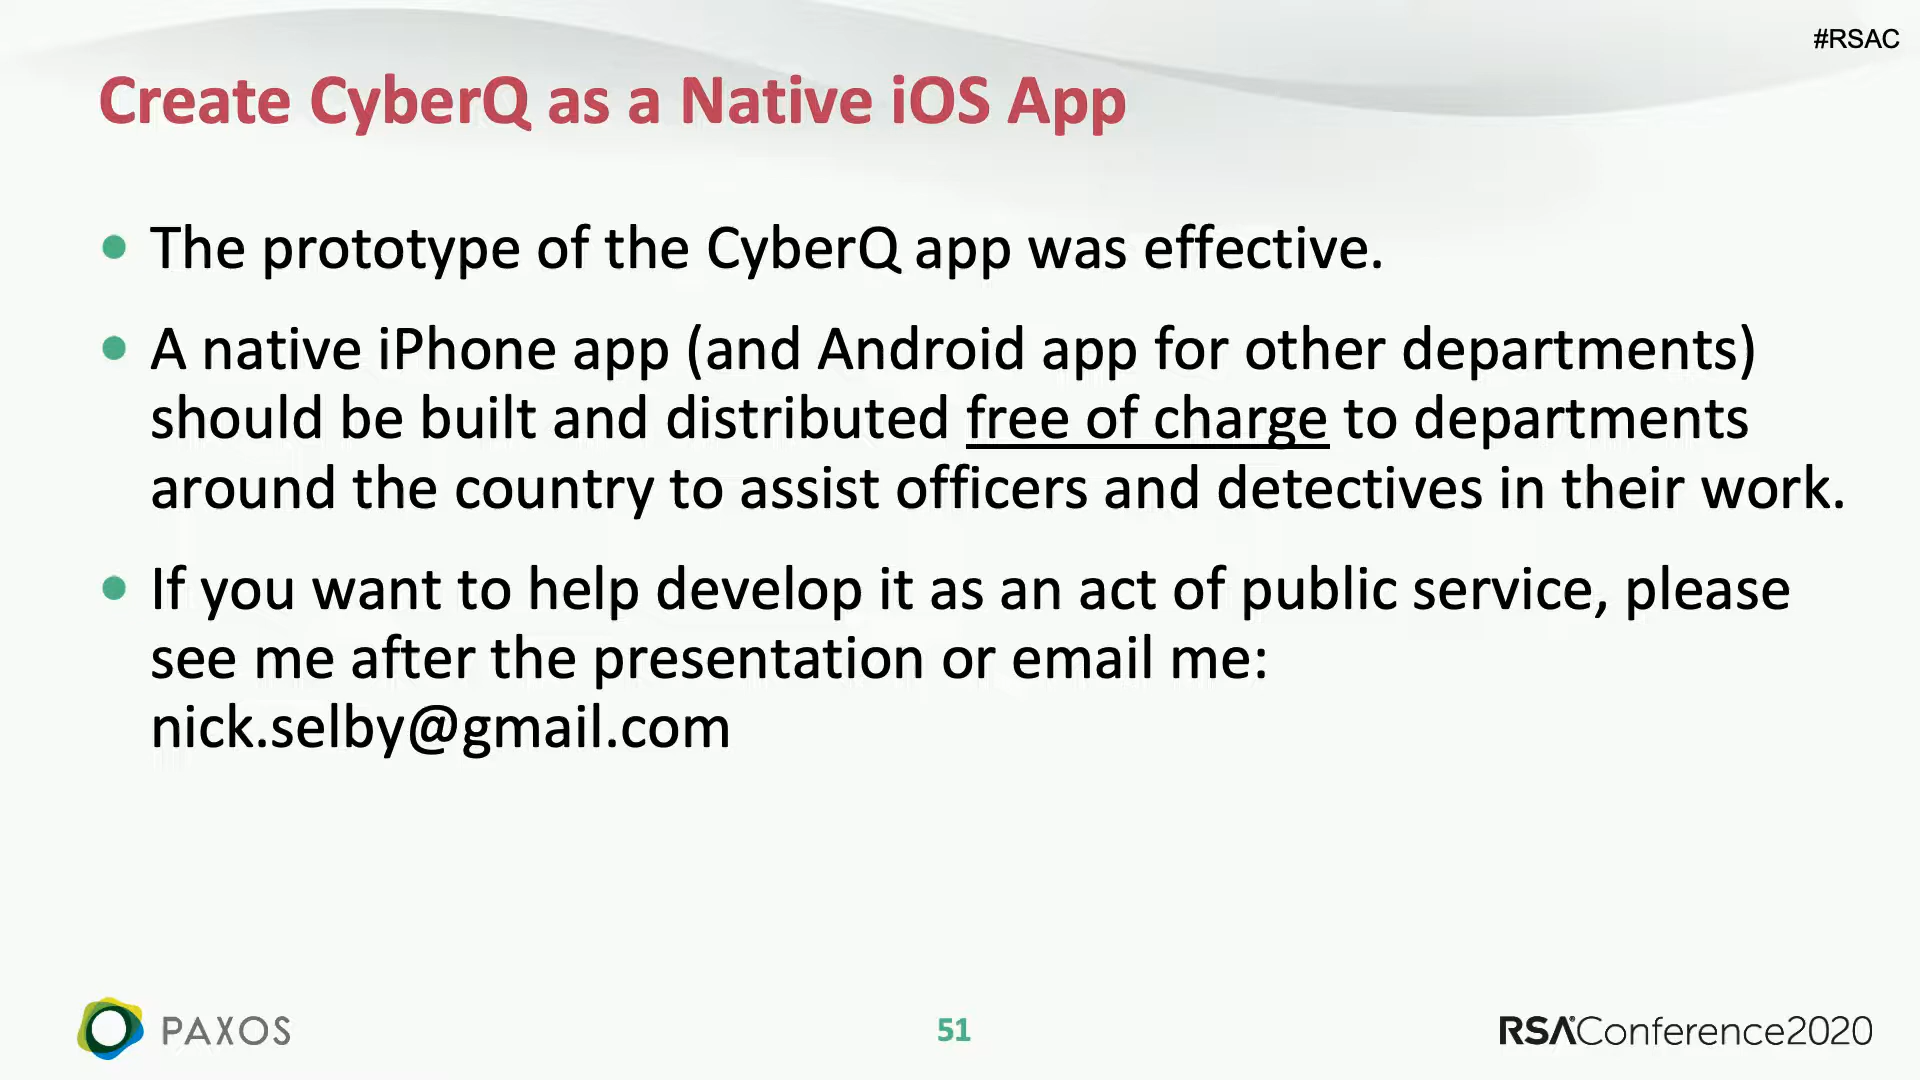 #RSAC
Create CyberQ as a Native iOS App
• The prototype of the CyberQ app was effective.
• A native iPhone app (and Android app for other departments)
should be built and distributed free of charge to departments
around the country to assist officers and detectives in their work.
• If you want to help develop it as an act of public service, please
see me after the presentation or email me:
nick.selby@gmail.com
PAXOS
51
RSAConference2020